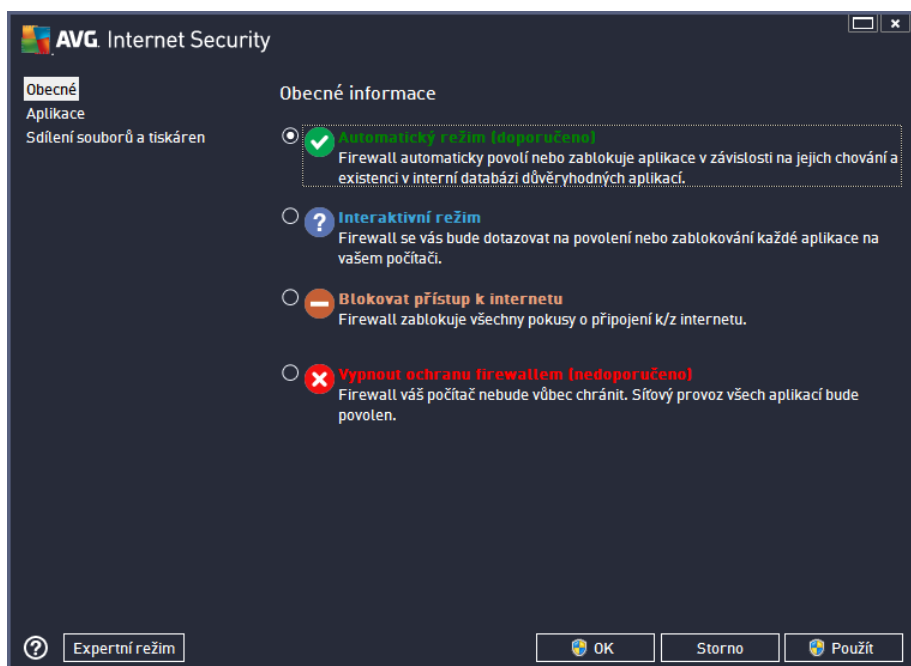 AVG. Internet Security
Obecné
Aplikace
Sdílení souborů a tiskáren
Obecné informace
Automatický režim (doporučeno)
Firewall automaticky povolí nebo zablokuje aplikace v závislosti na jejich chování a
existenci v interní databázi důvěryhodných aplikací.
Interaktivní režim
Firewall se vás bude dotazovat na povolení nebo zablokování každé aplikace na
vašem počítači.
Blokovat přístup k internetu
Firewall zablokuje všechny pokusy o připojení k/z internetu.
Vypnout ochranu firewallem (nedoporučeno)
Firewall váš počítač nebude vůbec chránit. Síťový provoz všech aplikací bude
povolen.
Expertní režim
OK
Storno
Použít